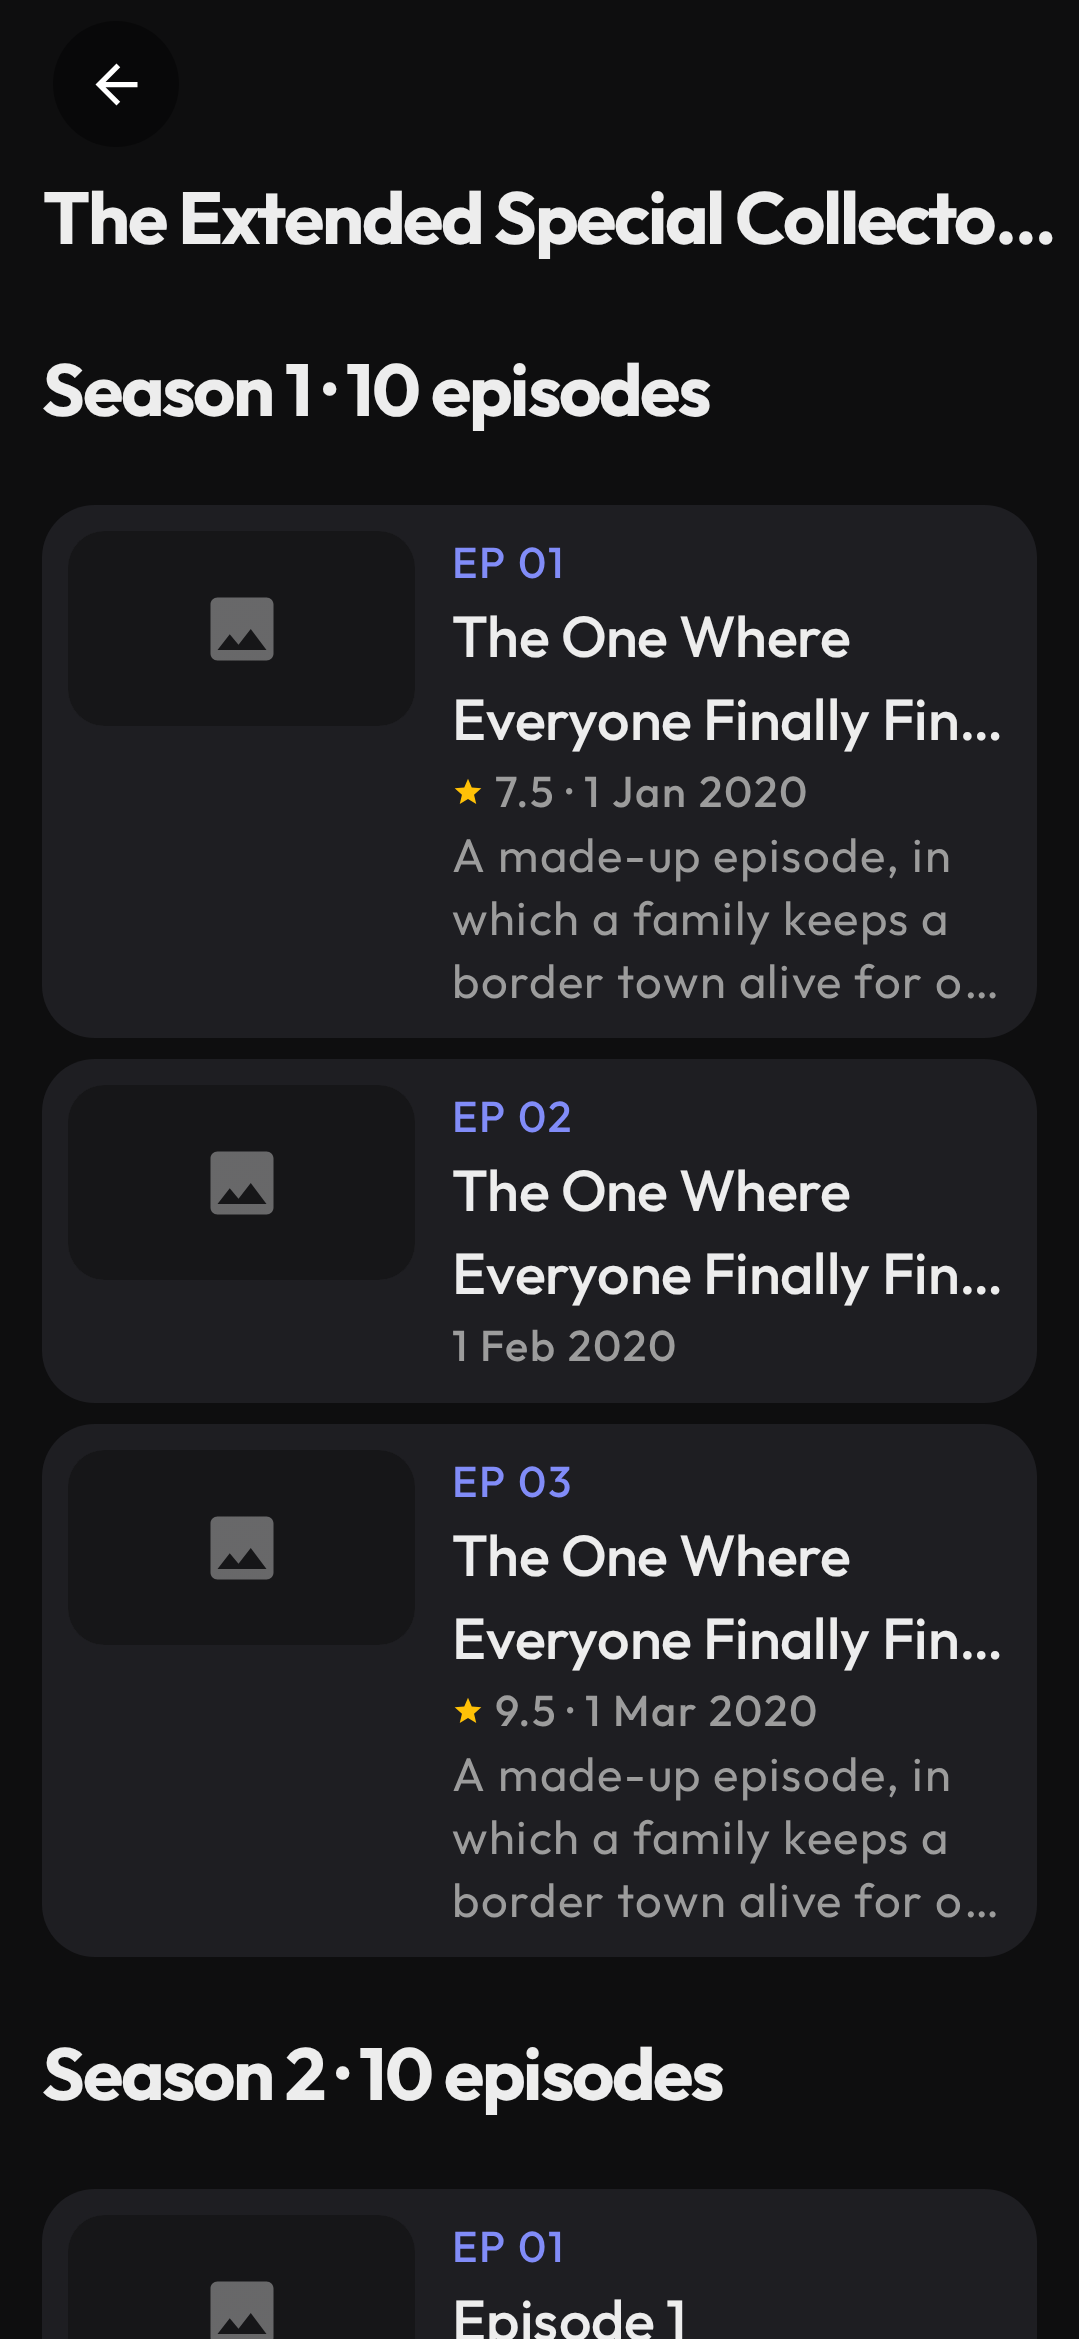 The Extended Special Collecto...
Season 1 · 10 episodes
EP 01
The One Where
Everyone Finally Fin...
7.5 · 1 Jan 2020
A made-up episode, in
which a family keeps a
border town alive for o...
EP 02
The One Where
Everyone Finally Fin...
1 Feb 2020
EP 03
The One Where
Everyone Finally Fin...
9.5 · 1 Mar 2020
A made-up episode, in
which a family keeps a
border town alive for o...
Season 2 · 10 episodes
EP 01
Episode 1